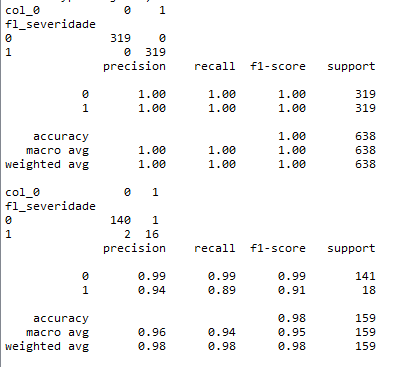 col_0 0 1
fl_severidade
0 319 0
1 0 319
precision recall f1-score support
0 1.00 1.00 1.00 319
1 1.00 1.00 1.00 319
accuracy 1.00 638
macro avg 1.00 1.00 1.00 638
weighted avg 1.00 1.00 1.00 638
col_0 0 1
fl_severidade
0 140 1
1 2 16
precision recall f1-score support
0 0.99 0.99 0.99 141
1 0.94 0.89 0.91 18
accuracy 0.98 159
macro avg 0.96 0.94 0.95 159
weighted avg 0.98 0.98 0.98 159